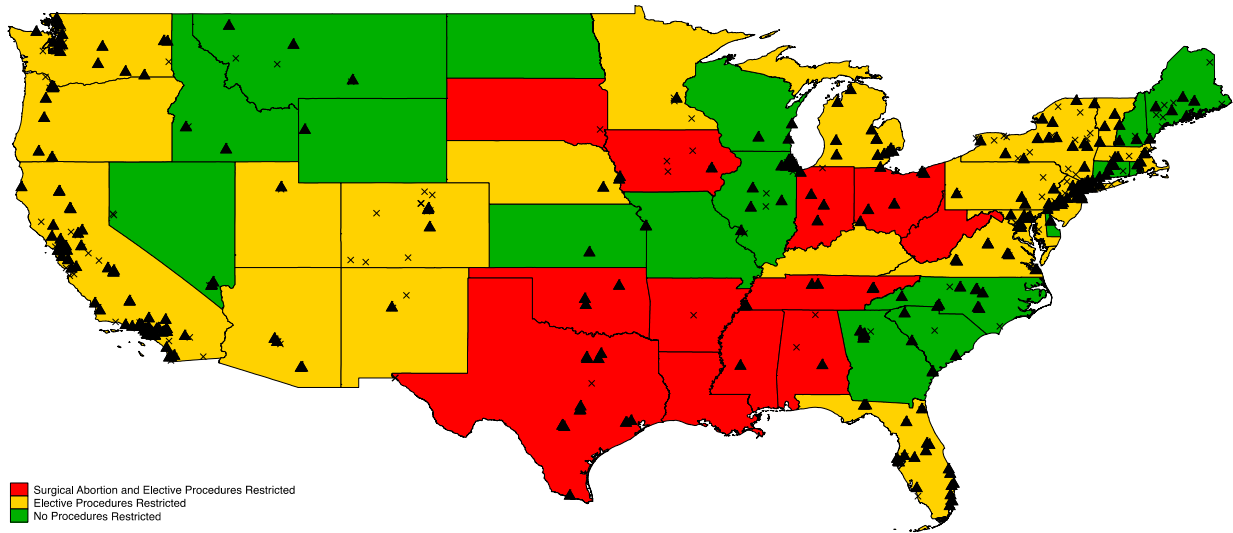 Surgical Abortion and Elective Procedures Restricted
Elective Procedures Restricted
No Procedures Restricted